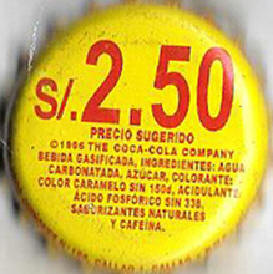 S/.2.50
PRECIO SUGERIDO
©1996 THE COCA-COLA COMPANY
BEBIDA GASIFICADA, INGREDIENTES: AGUA
CARBONATADA, AZÚCAR, COLORANTE:
COLOR CARAMELO SIN 150d, ACIDULANTE:
ÁCIDO FOSFÓRICO SIN 338,
SABORIZANTES NATURALES
Y CAFEÍNA.